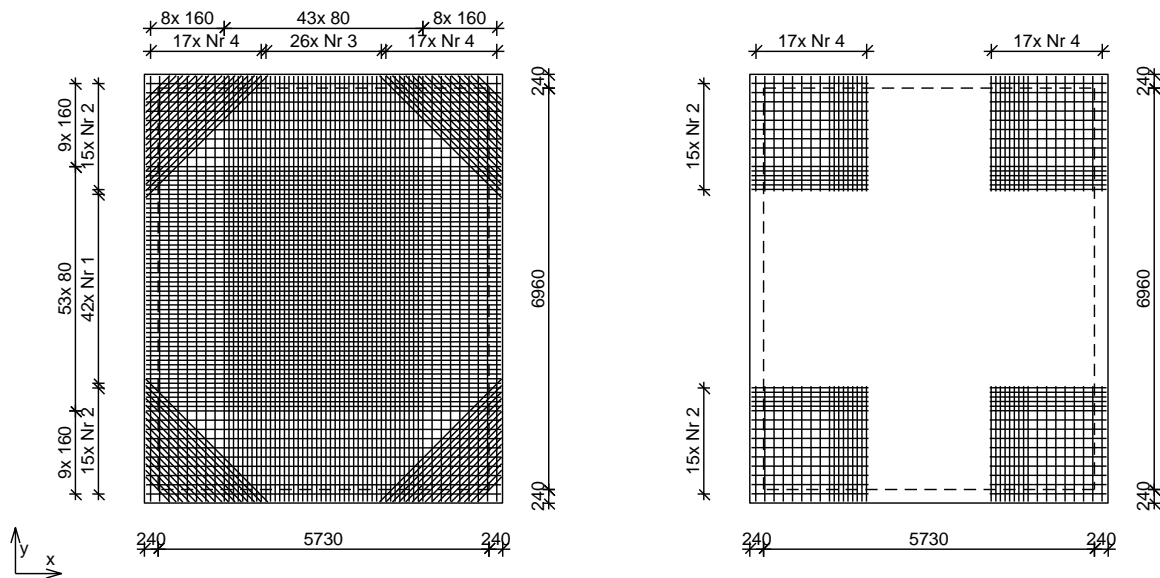 8x 160 43x 80 8x 160
17x Nr 4 26x Nr 3 17x Nr 4
17x Nr 4 17x Nr 4
240
240
9x 160
15x Nr 2
15x Nr 2
53x 80
42x Nr 1
6960
6960
9x 160
15x Nr 2
15x Nr 2
240
240
240 5730 240
240 5730 240
y
x